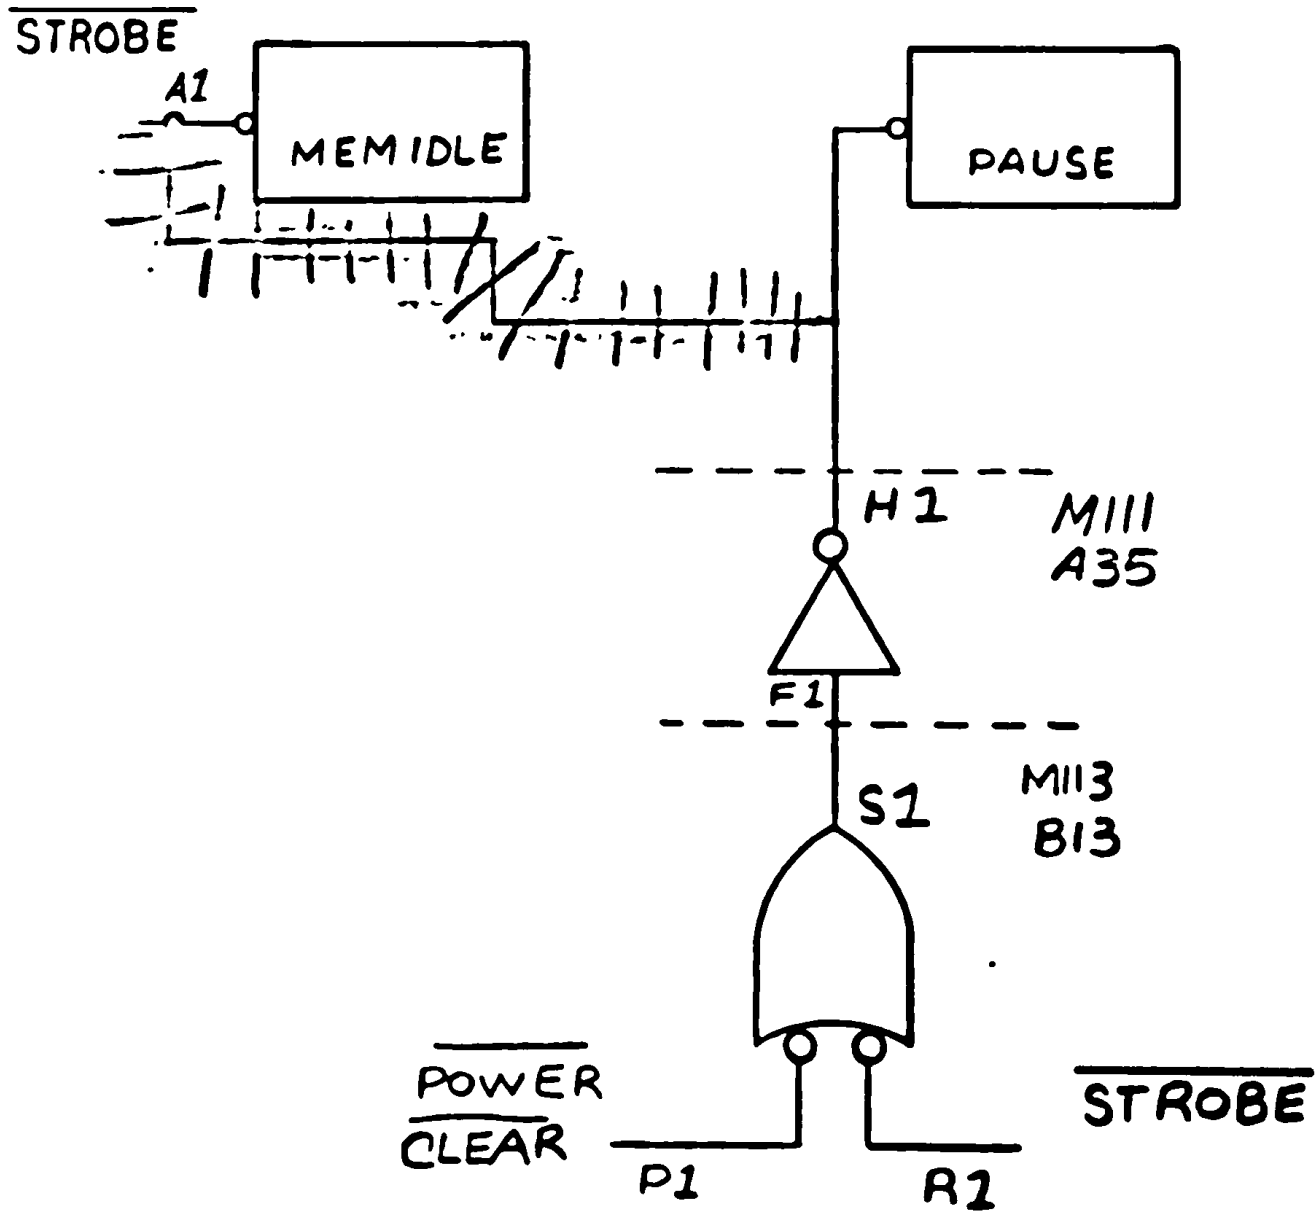 STROBE
A1
MEMIDLE
PAUSE
H1
M111
A35
F1
M113
S1
B13
POWER
CLEAR
STROBE
P1
R1